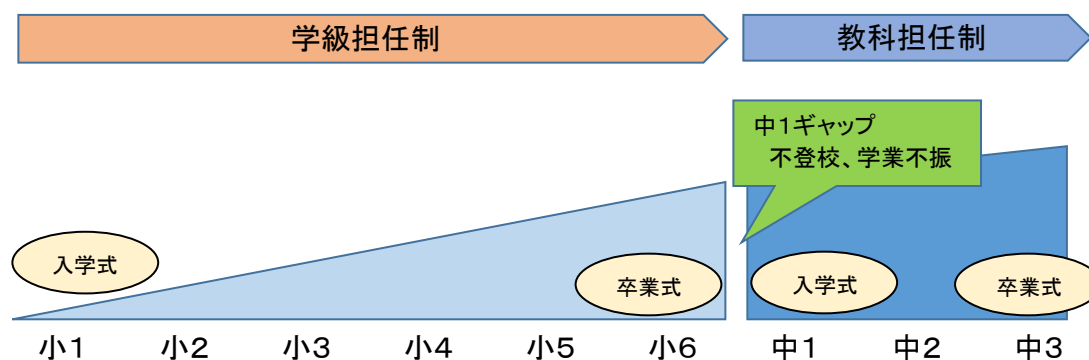 学級担任制
教科担任制
中1ギャップ
不登校、学業不振
入学式
卒業式
入学式
卒業式
小1 小2 小3 小4 小5 小6 中1 中2 中3